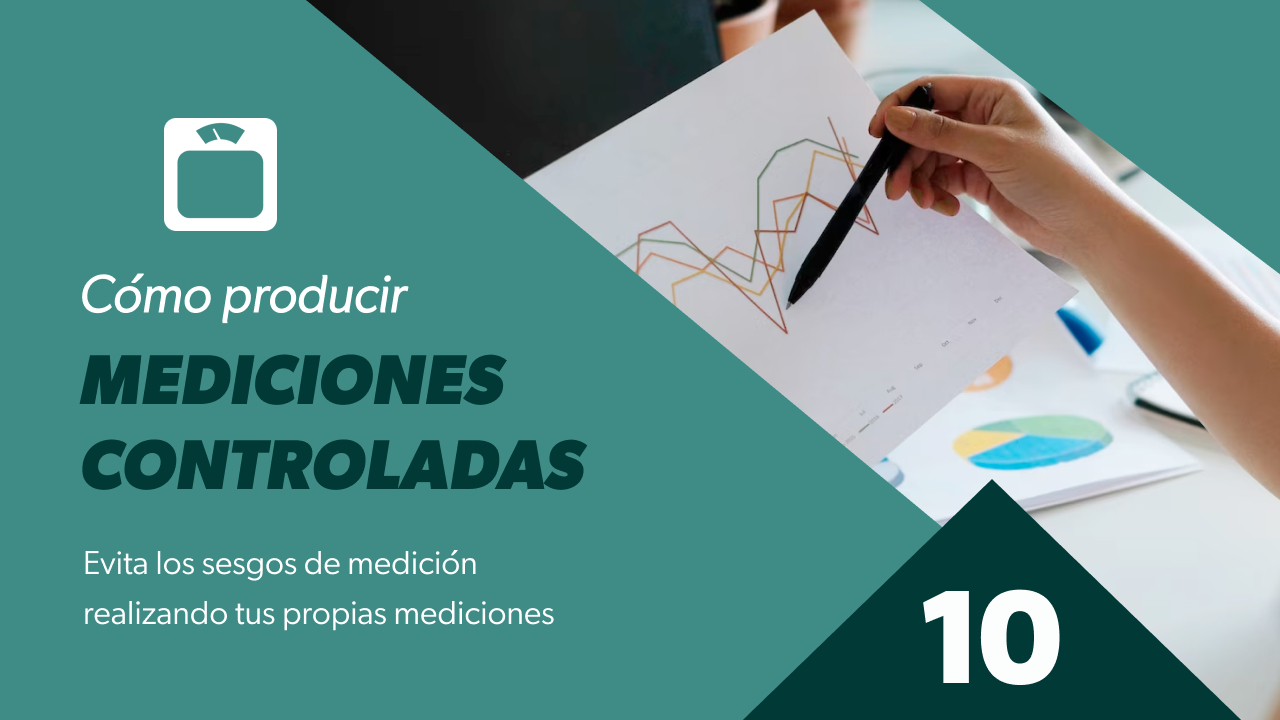 Cómo producir
MEDICIONES
CONTROLADAS
Evita los sesgos de medición
realizando tus propias mediciones
10